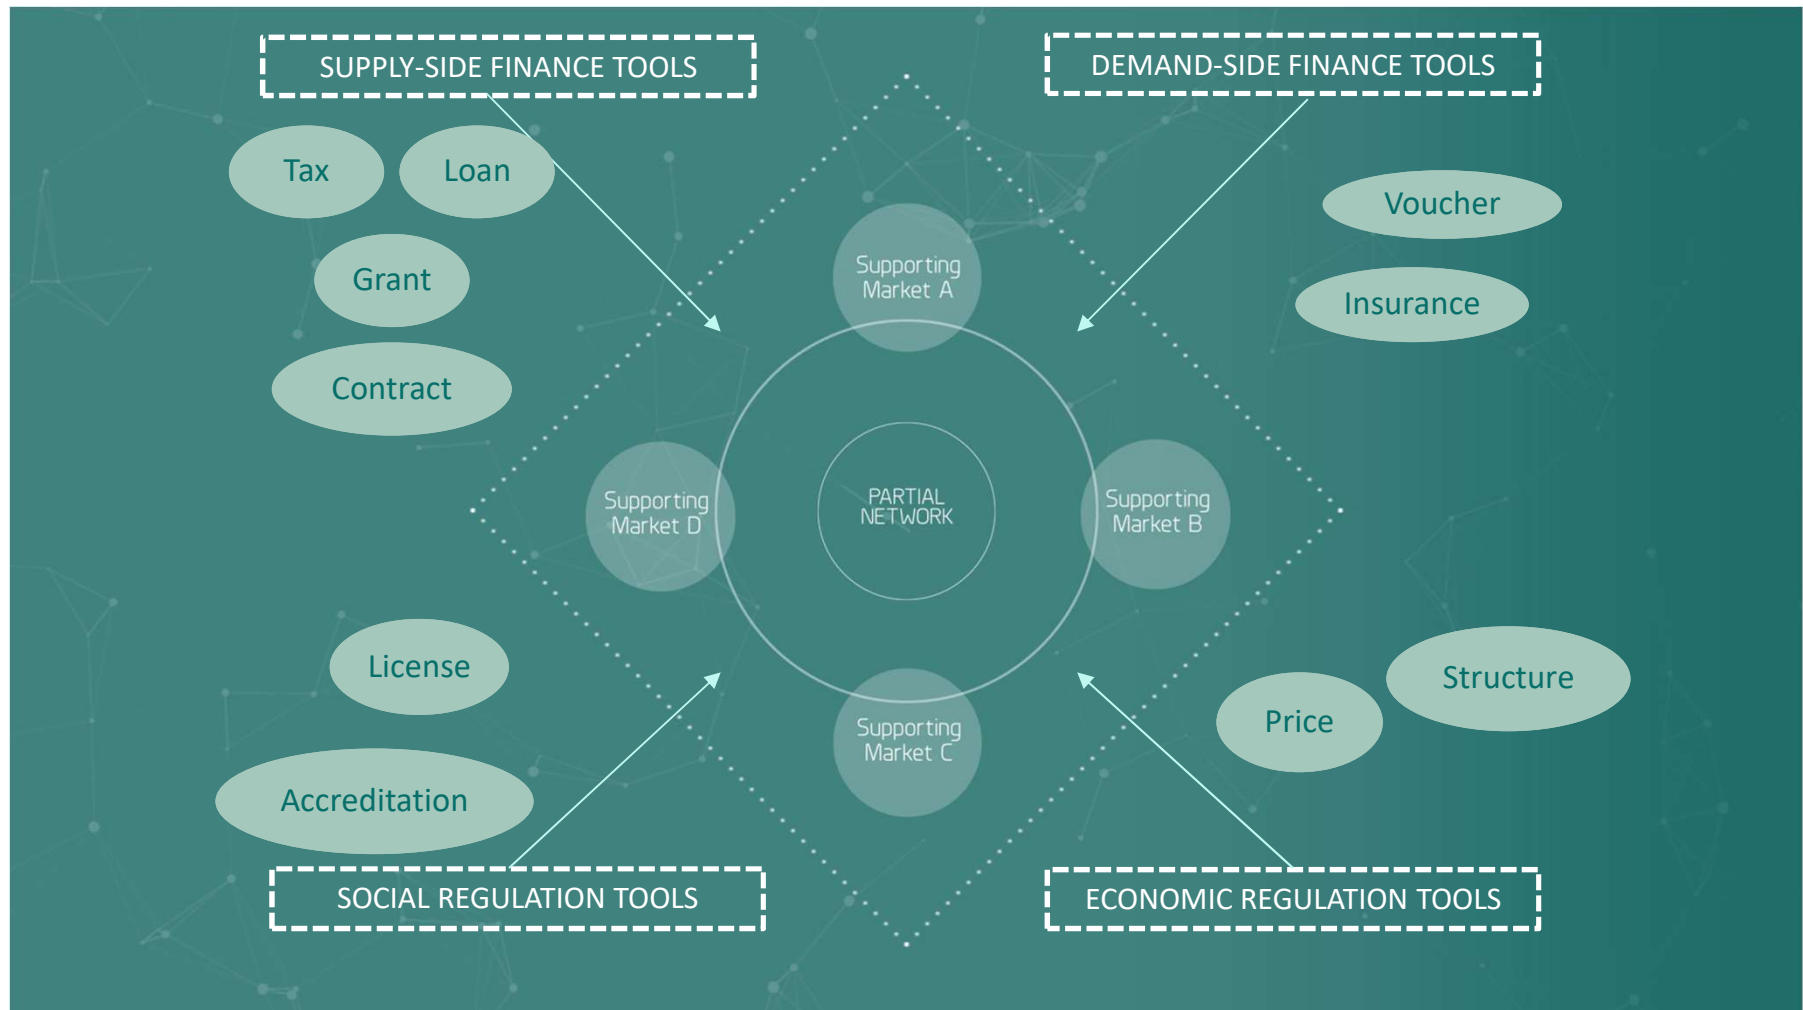 SUPPLY-SIDE FINANCE TOOLS
DEMAND-SIDE FINANCE TOOLS
Tax
Loan
Voucher
Grant
Insurance
Contract
Supporting
Market A
Supporting
Market D
PARTIAL
NETWORK
Supporting
Market B
Supporting
Market C
License
Structure
Price
Accreditation
SOCIAL REGULATION TOOLS
ECONOMIC REGULATION TOOLS